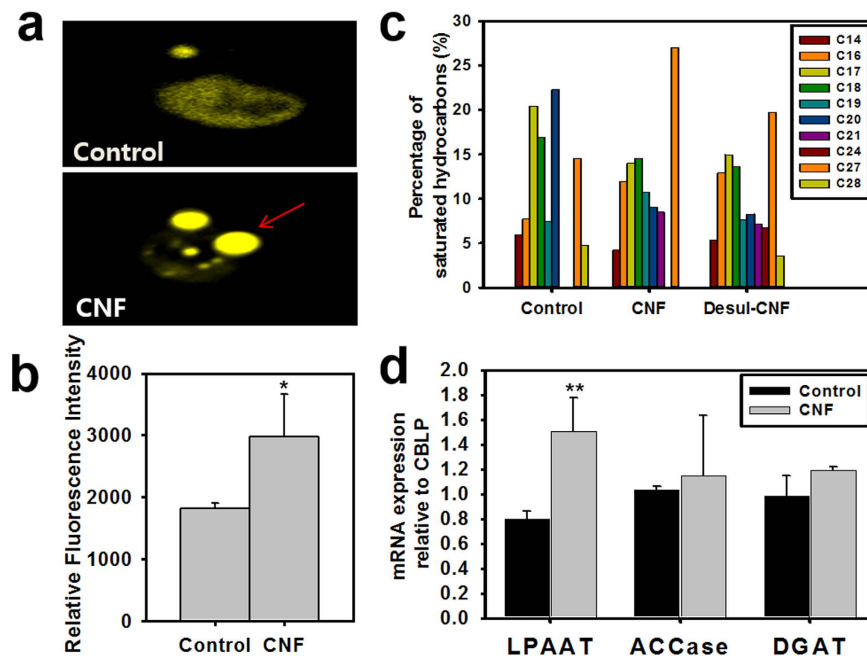 a
Control
CNF
b
Relative Fluorescence Intensity
4000
3000
2000
1000
0
*
Control CNF
c
Percentage of
saturated hydrocarbons (%)
30
25
20
15
10
5
0
Control CNF Desul-CNF
C14
C16
C17
C18
C19
C20
C21
C24
C27
C28
d
mRNA expression
relative to CBLP
2.0
1.8
1.6
1.4
1.2
1.0
0.8
0.6
0.4
0.2
0.0
**
Control
CNF
LPAAT ACCase DGAT